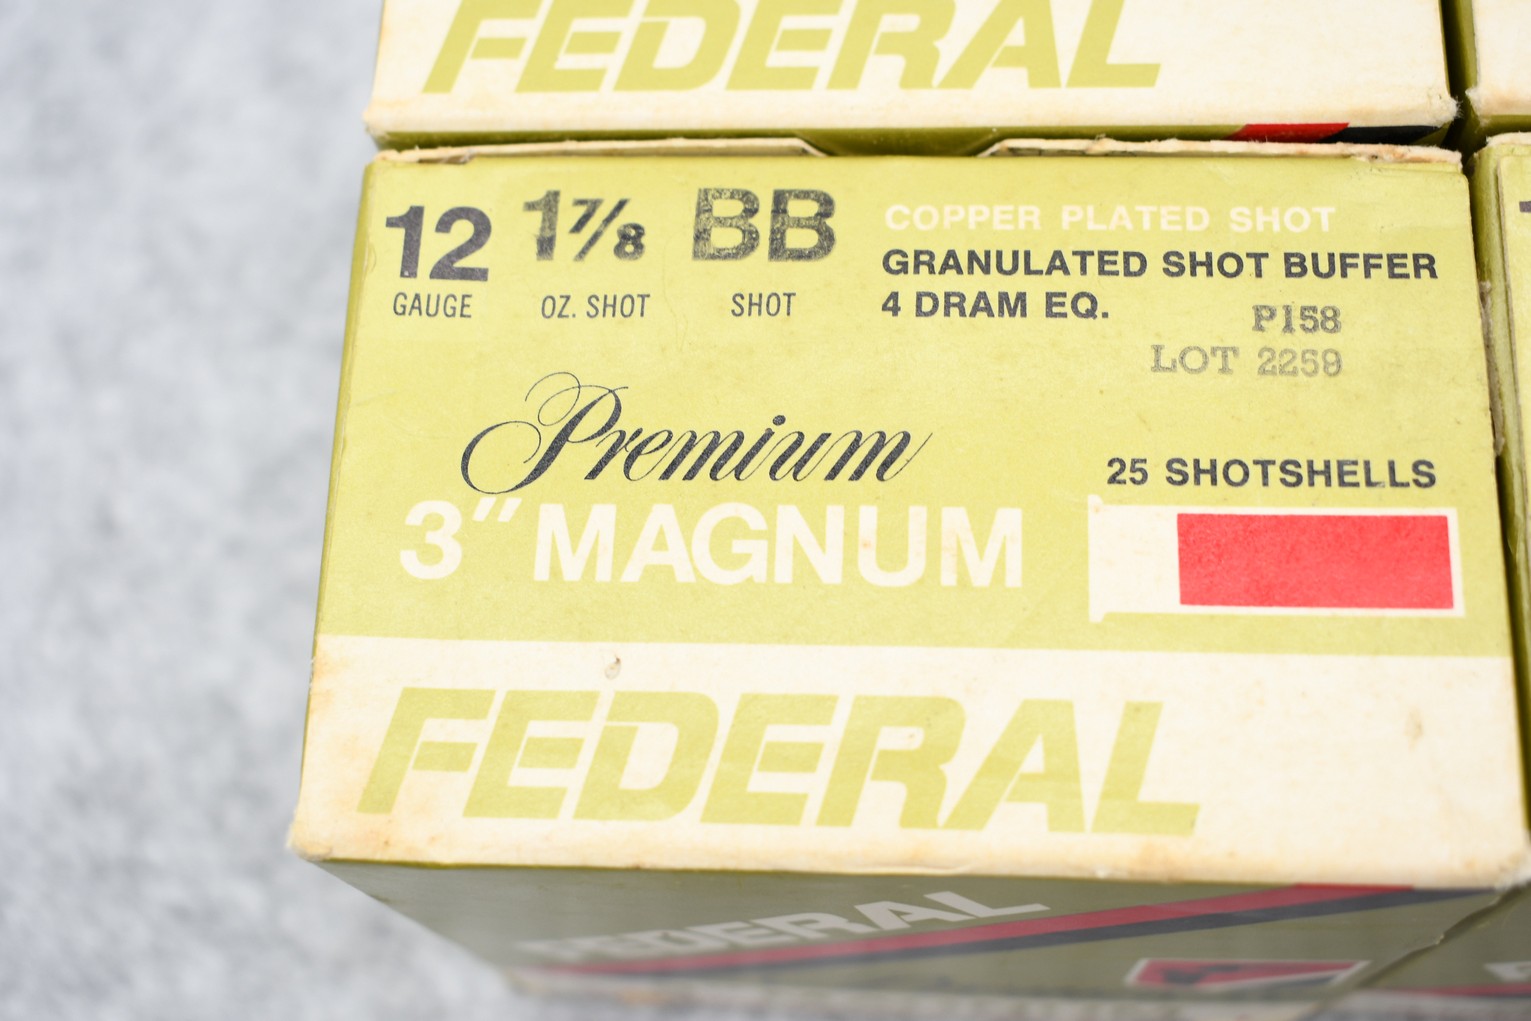 FEDERAL
12 1⅞ BB
GAUGE OZ. SHOT SHOT
COPPER PLATED SHOT
GRANULATED SHOT BUFFER
4 DRAM EQ.
P158
LOT 2259
Premium
3" MAGNUM
25 SHOTSHELLS
FEDERAL
FEDERAL